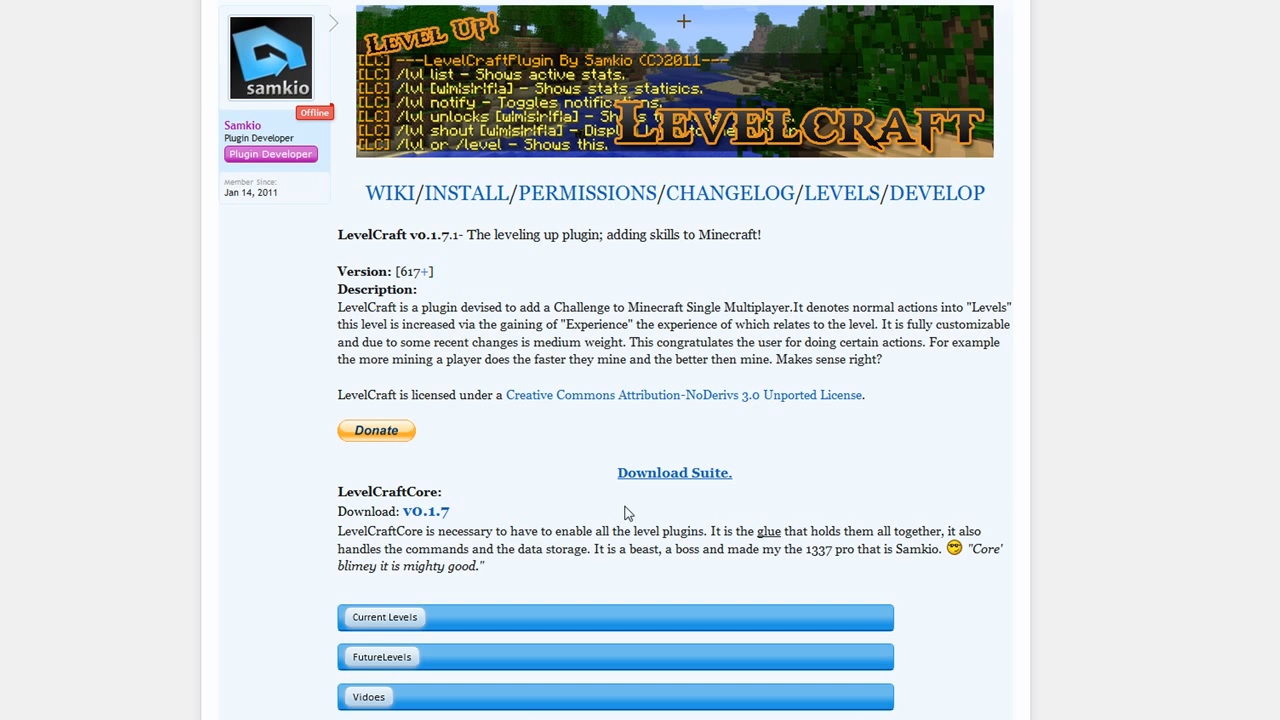 samkio
Offline
Samkio
Plugin Developer
Plugin Developer
Member Since:
Jan 14, 2011
LEVEL UP!
[LC] ---LevelCraftPlugin By Samkio (C)2011---
[LC] /lvl list - Shows active stats.
[LC] /lvl [w|m|s|r|f|a] - Shows stats statisics.
[LC] /lvl notify - Toggles notifications.
[LC] /lvl unlocks [w|m|s|r|f|a] - Sh
[LC] /lvl shout [w|m|s|r|f|a] - Disp
[LC] /lvl or /level - Shows this.
LEVELCRAFT
WIKI/INSTALL/PERMISSIONS/CHANGELOG/LEVELS/DEVELOP
LevelCraft v0.1.7.1- The leveling up plugin; adding skills to Minecraft!
Version: [617+]
Description:
LevelCraft is a plugin devised to add a Challenge to Minecraft Single Multiplayer.It denotes normal actions into "Levels"
this level is increased via the gaining of "Experience" the experience of which relates to the level. It is fully customizable
and due to some recent changes is medium weight. This congratulates the user for doing certain actions. For example
the more mining a player does the faster they mine and the better then mine. Makes sense right?
LevelCraft is licensed under a Creative Commons Attribution-NoDerivs 3.0 Unported License.
Donate
Download Suite.
LevelCraftCore:
Download: v0.1.7
LevelCraftCore is necessary to have to enable all the level plugins. It is the glue that holds them all together, it also
handles the commands and the data storage. It is a beast, a boss and made my the 1337 pro that is Samkio. "Core'
blimey it is mighty good."
Current Levels
FutureLevels
Vidoes